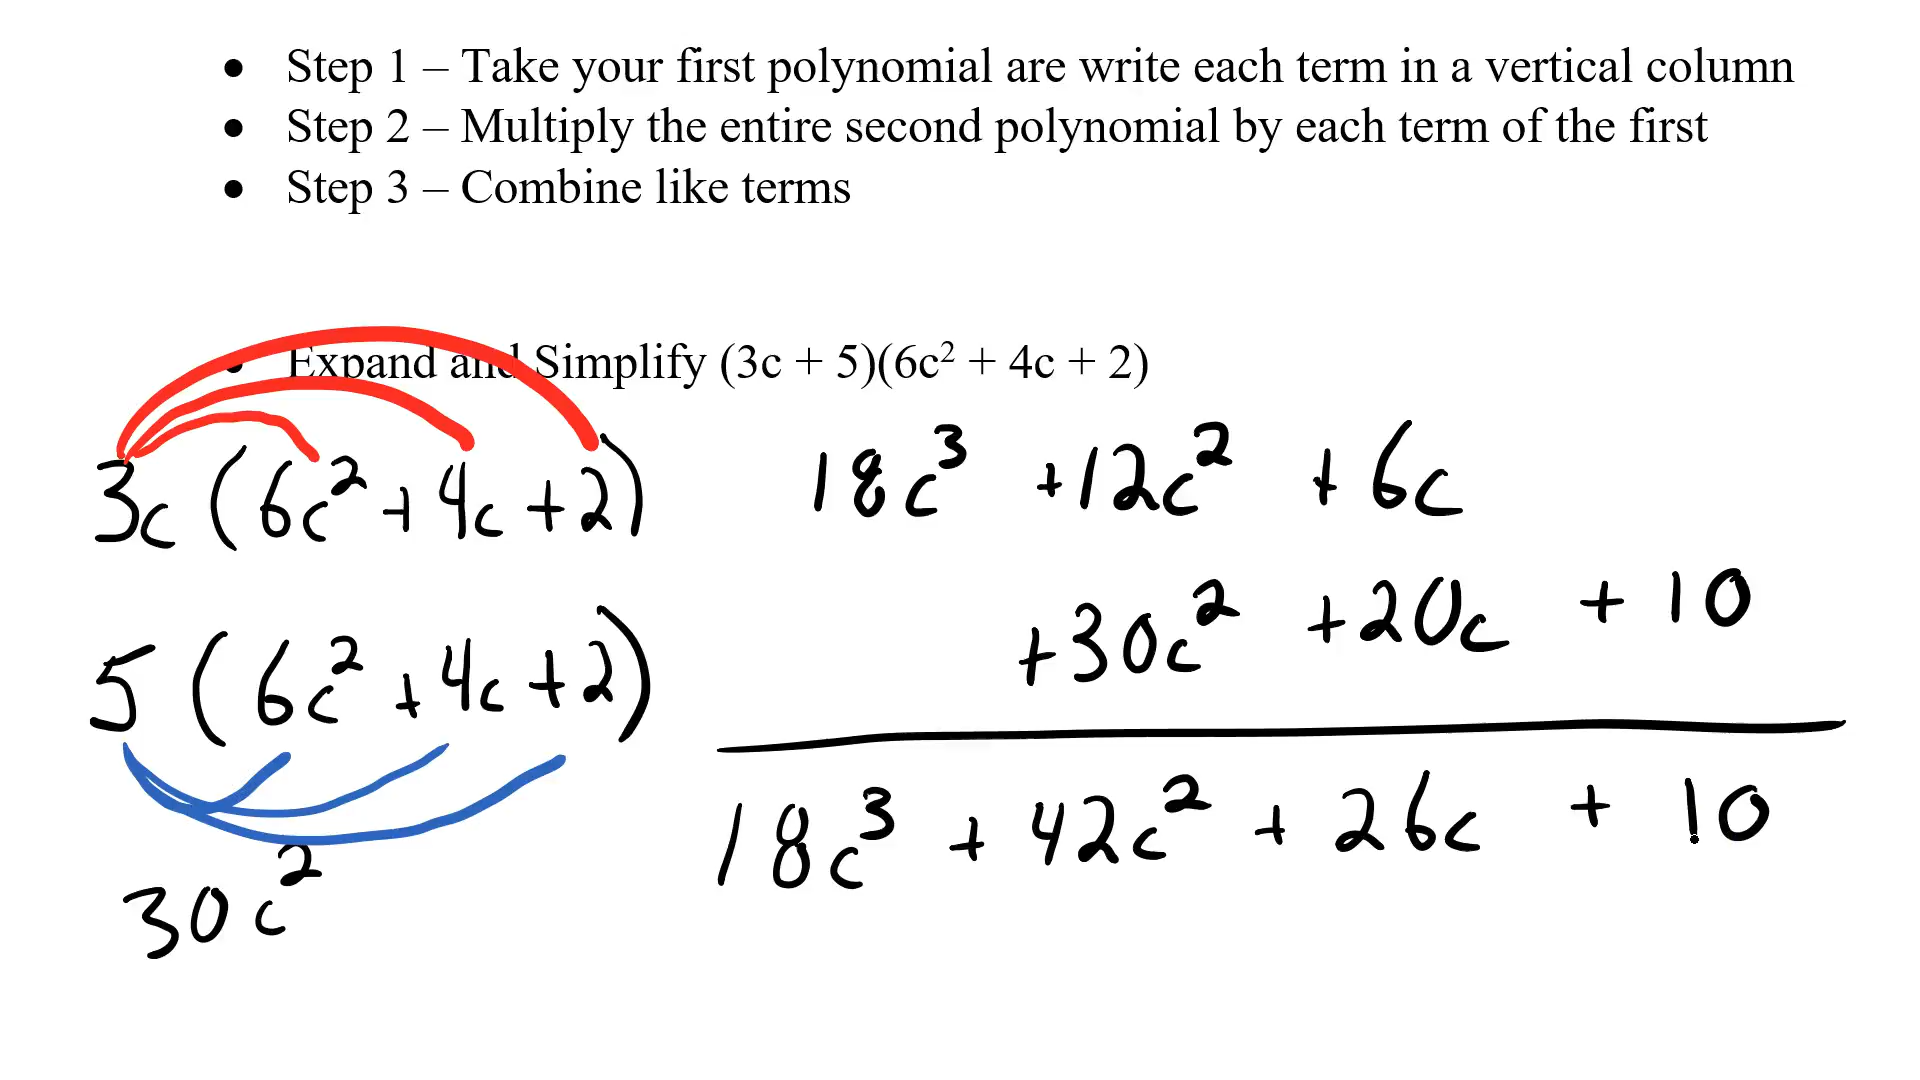 • Step 1 – Take your first polynomial are write each term in a vertical column
• Step 2 – Multiply the entire second polynomial by each term of the first
• Step 3 – Combine like terms
• Expand and Simplify (3c + 5)(6c² + 4c + 2)
3c (6c² + 4c + 2)
18c³ +12c² +6c
5 (6c² + 4c + 2)
+30c² +20c + 10
18c³ + 42c² + 26c + 10
30c²